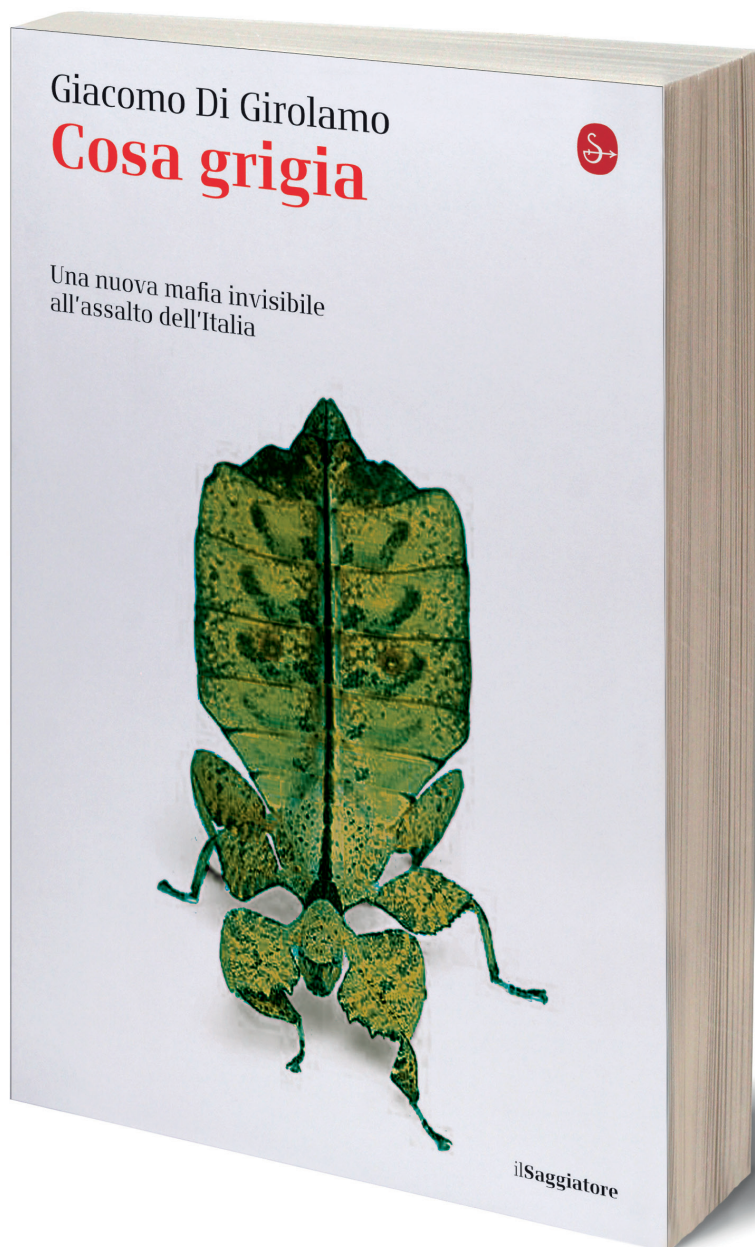 Giacomo Di Girolamo
Cosa grigia
Una nuova mafia invisibile
all'assalto dell'Italia
ilSaggiatore